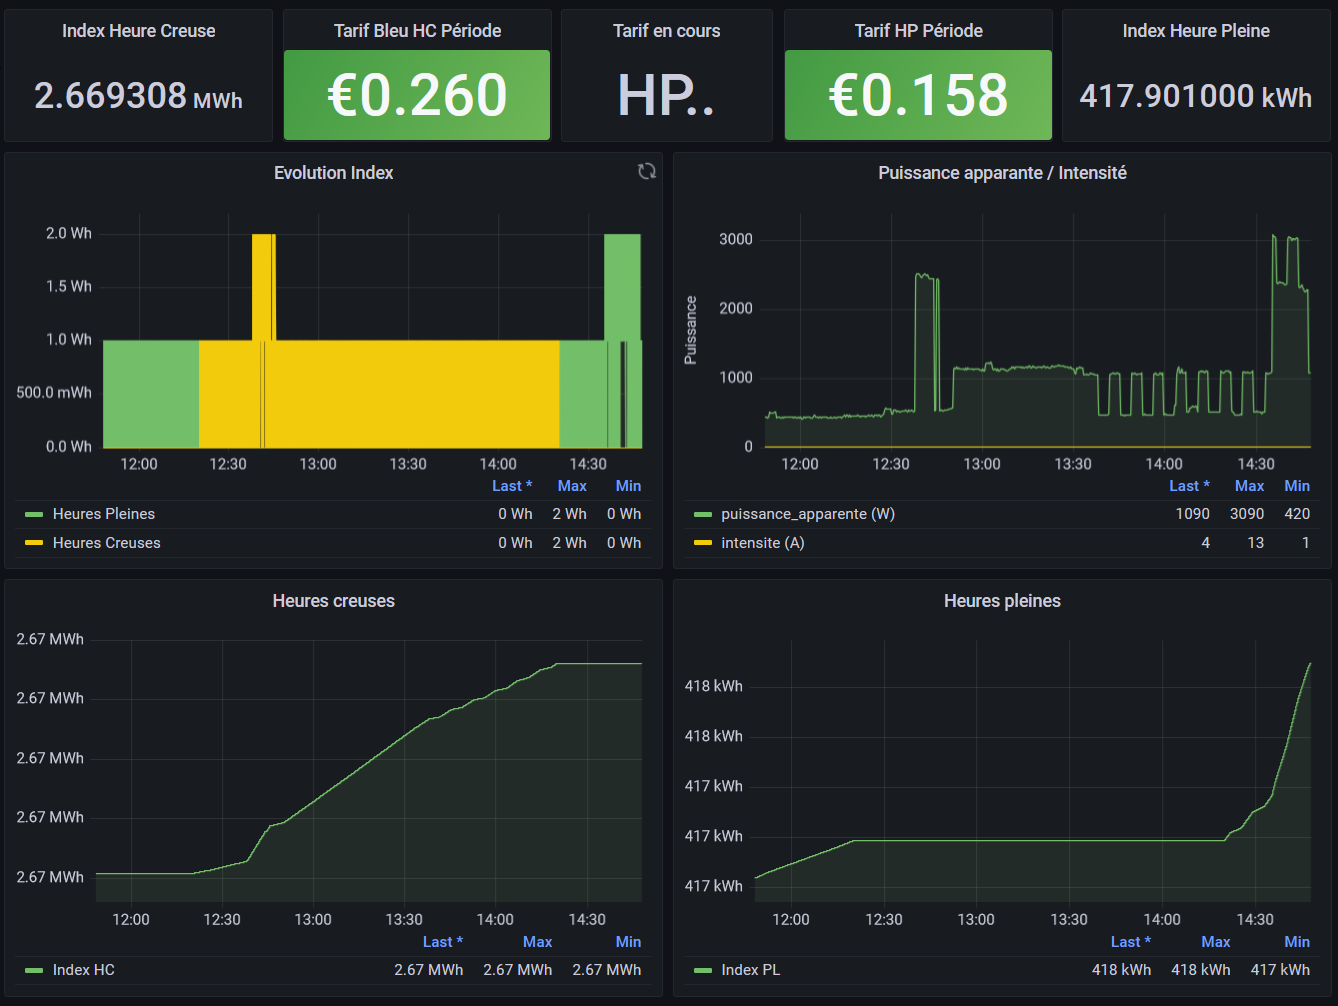 Index Heure Creuse
2.669308 MWh
Tarif Bleu HC Période
€0.260
Tarif en cours
HP..
Tarif HP Période
€0.158
Index Heure Pleine
417.901000 kWh
Evolution Index
2.0 Wh
1.5 Wh
1.0 Wh
500.0 mWh
0.0 Wh
12:00 12:30 13:00 13:30 14:00 14:30
Last * Max Min
Heures Pleines 0 Wh 2 Wh 0 Wh
Heures Creuses 0 Wh 2 Wh 0 Wh
Puissance apparante / Intensité
Puissance
3000
2000
1000
0
12:00 12:30 13:00 13:30 14:00 14:30
Last * Max Min
puissance_apparente (W) 1090 3090 420
intensite (A) 4 13 1
Heures creuses
2.67 MWh
2.67 MWh
2.67 MWh
2.67 MWh
2.67 MWh
12:00 12:30 13:00 13:30 14:00 14:30
Last * Max Min
Index HC 2.67 MWh 2.67 MWh 2.67 MWh
Heures pleines
418 kWh
418 kWh
417 kWh
417 kWh
417 kWh
12:00 12:30 13:00 13:30 14:00 14:30
Last * Max Min
Index PL 418 kWh 418 kWh 417 kWh